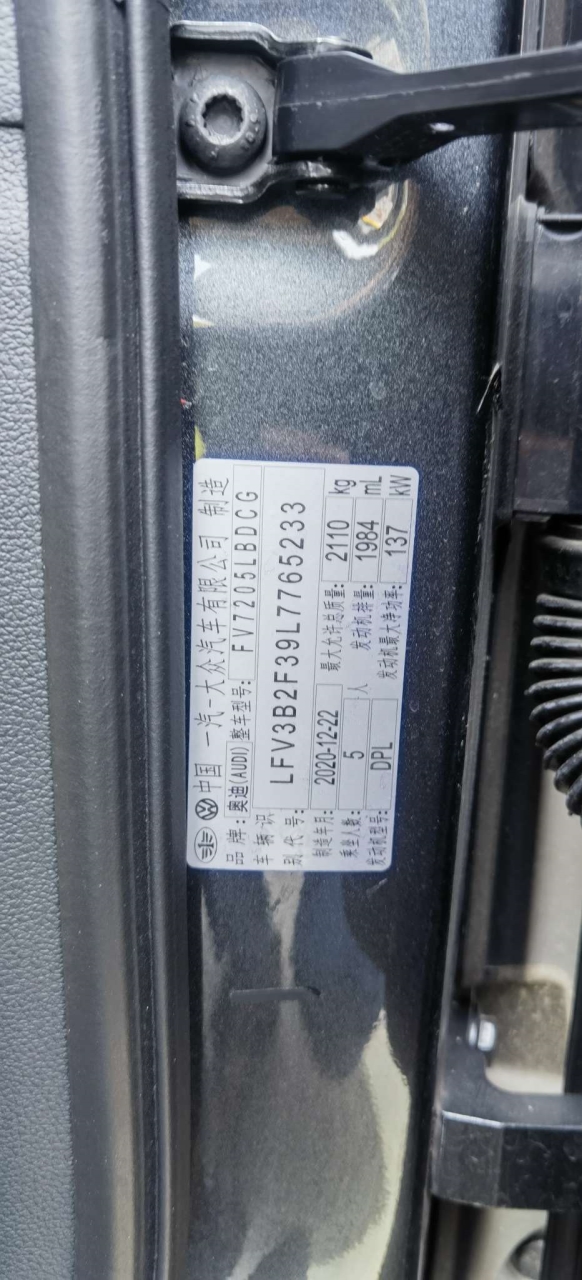 中国 一汽-大众汽车有限公司 制造
品牌:奥迪(AUDI) 整车型号:FV7205LBDCG
车辆识别代号:LFV3B2F39L7765233
制造年月:2020-12-22 最大允许总质量:2110 kg
乘坐人数:5 人 发动机排量:1984 mL
发动机型号:DPL 发动机最大净功率:137 kW